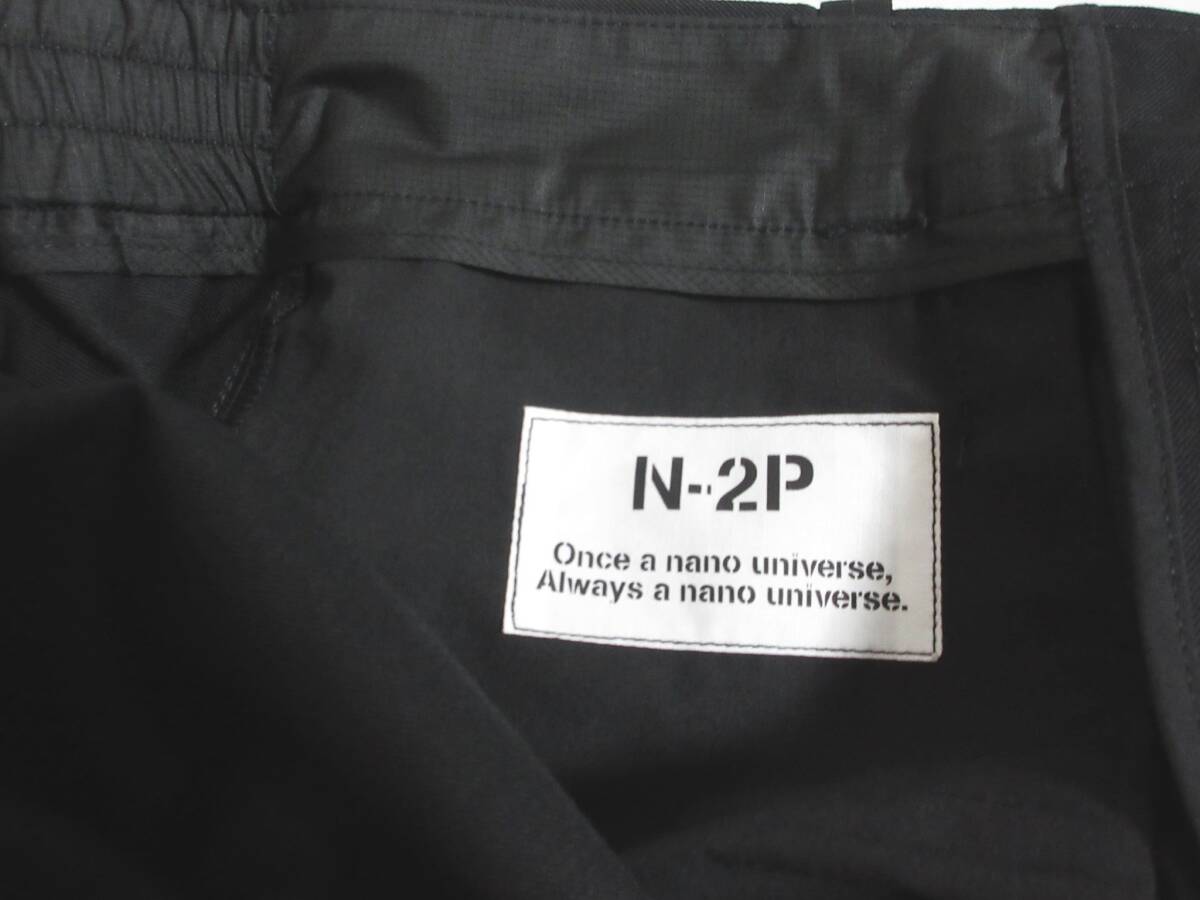 N-2P
Once a nano universe,
Always a nano universe.